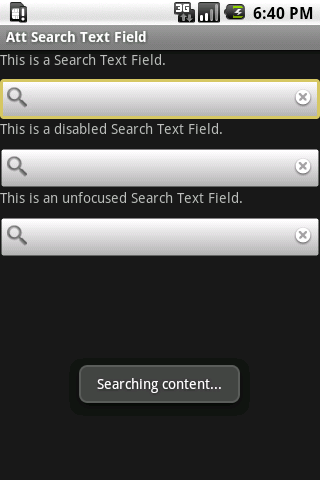 3G
6:40 PM
Att Search Text Field
This is a Search Text Field.
This is a disabled Search Text Field.
This is an unfocused Search Text Field.
Searching content...